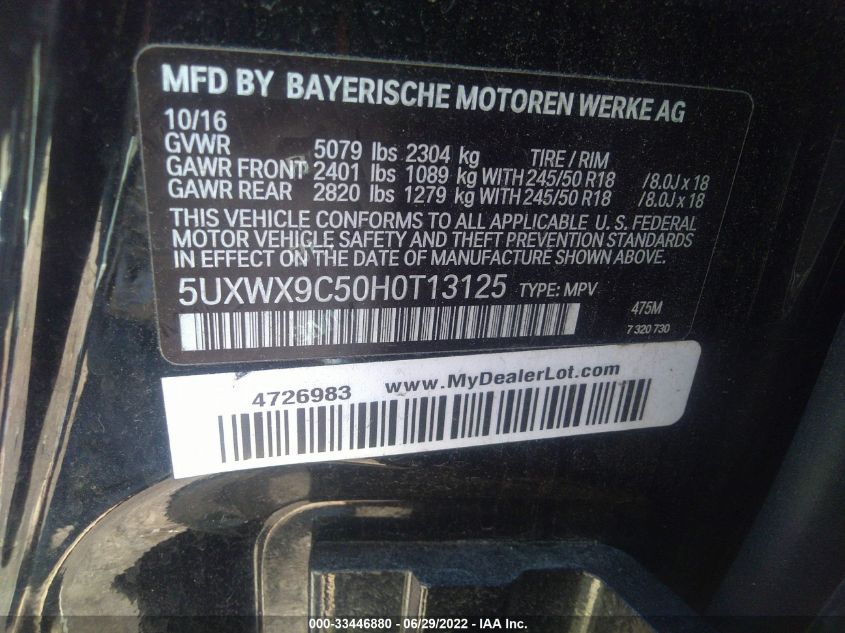 MFD BY BAYERISCHE MOTOREN WERKE AG
10/16
GVWR 5079 lbs 2304 kg TIRE / RIM
GAWR FRONT 2401 lbs 1089 kg WITH 245/50 R18 /8.0J x 18
GAWR REAR 2820 lbs 1279 kg WITH 245/50 R18 /8.0J x 18
THIS VEHICLE CONFORMS TO ALL APPLICABLE U. S. FEDERAL
MOTOR VEHICLE SAFETY AND THEFT PREVENTION STANDARDS
IN EFFECT ON THE DATE OF MANUFACTURE SHOWN ABOVE.
5UXWX9C50H0T13125 TYPE: MPV
475M
7 320 730
4726983 www.MyDealerLot.com
000-33446880 - 06/29/2022 - IAA Inc.